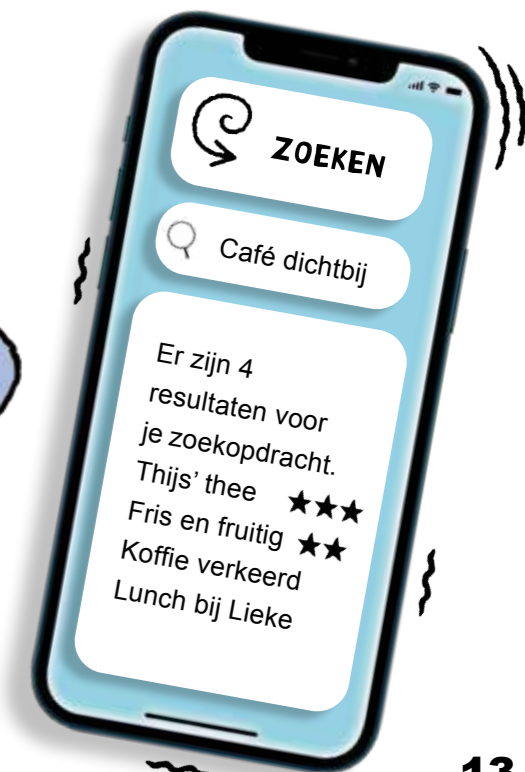 ZOEKEN
Café dichtbij
Er zijn 4
resultaten voor
je zoekopdracht.
Thijs’ thee ★★★
Fris en fruitig ★★
Koffie verkeerd
Lunch bij Lieke
13